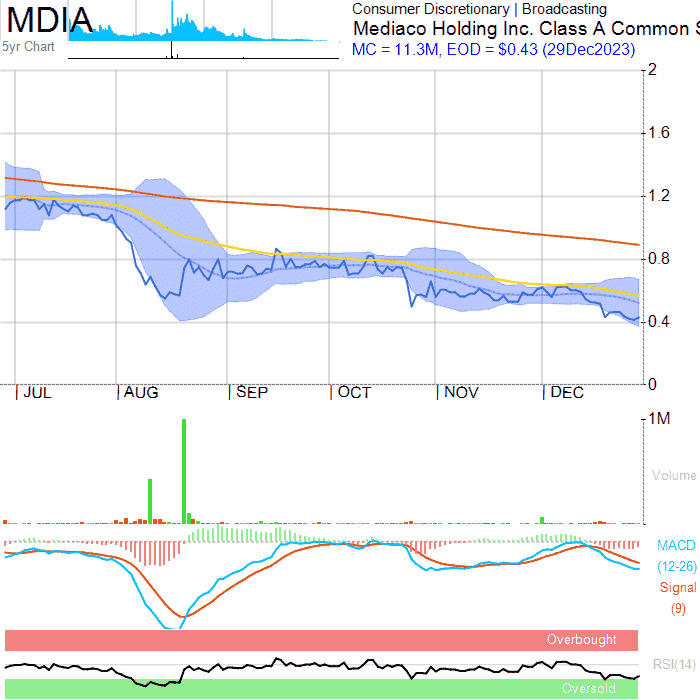 MDIA
5yr Chart
Consumer Discretionary | Broadcasting
Mediaco Holding Inc. Class A Common S
MC = 11.3M, EOD = $0.43 (29Dec2023)
2
1.6
1.2
0.8
0.4
0
JUL AUG SEP OCT NOV DEC
1M
Volume
MACD
(12-26)
Signal
(9)
Overbought
RSI(14)
Oversold